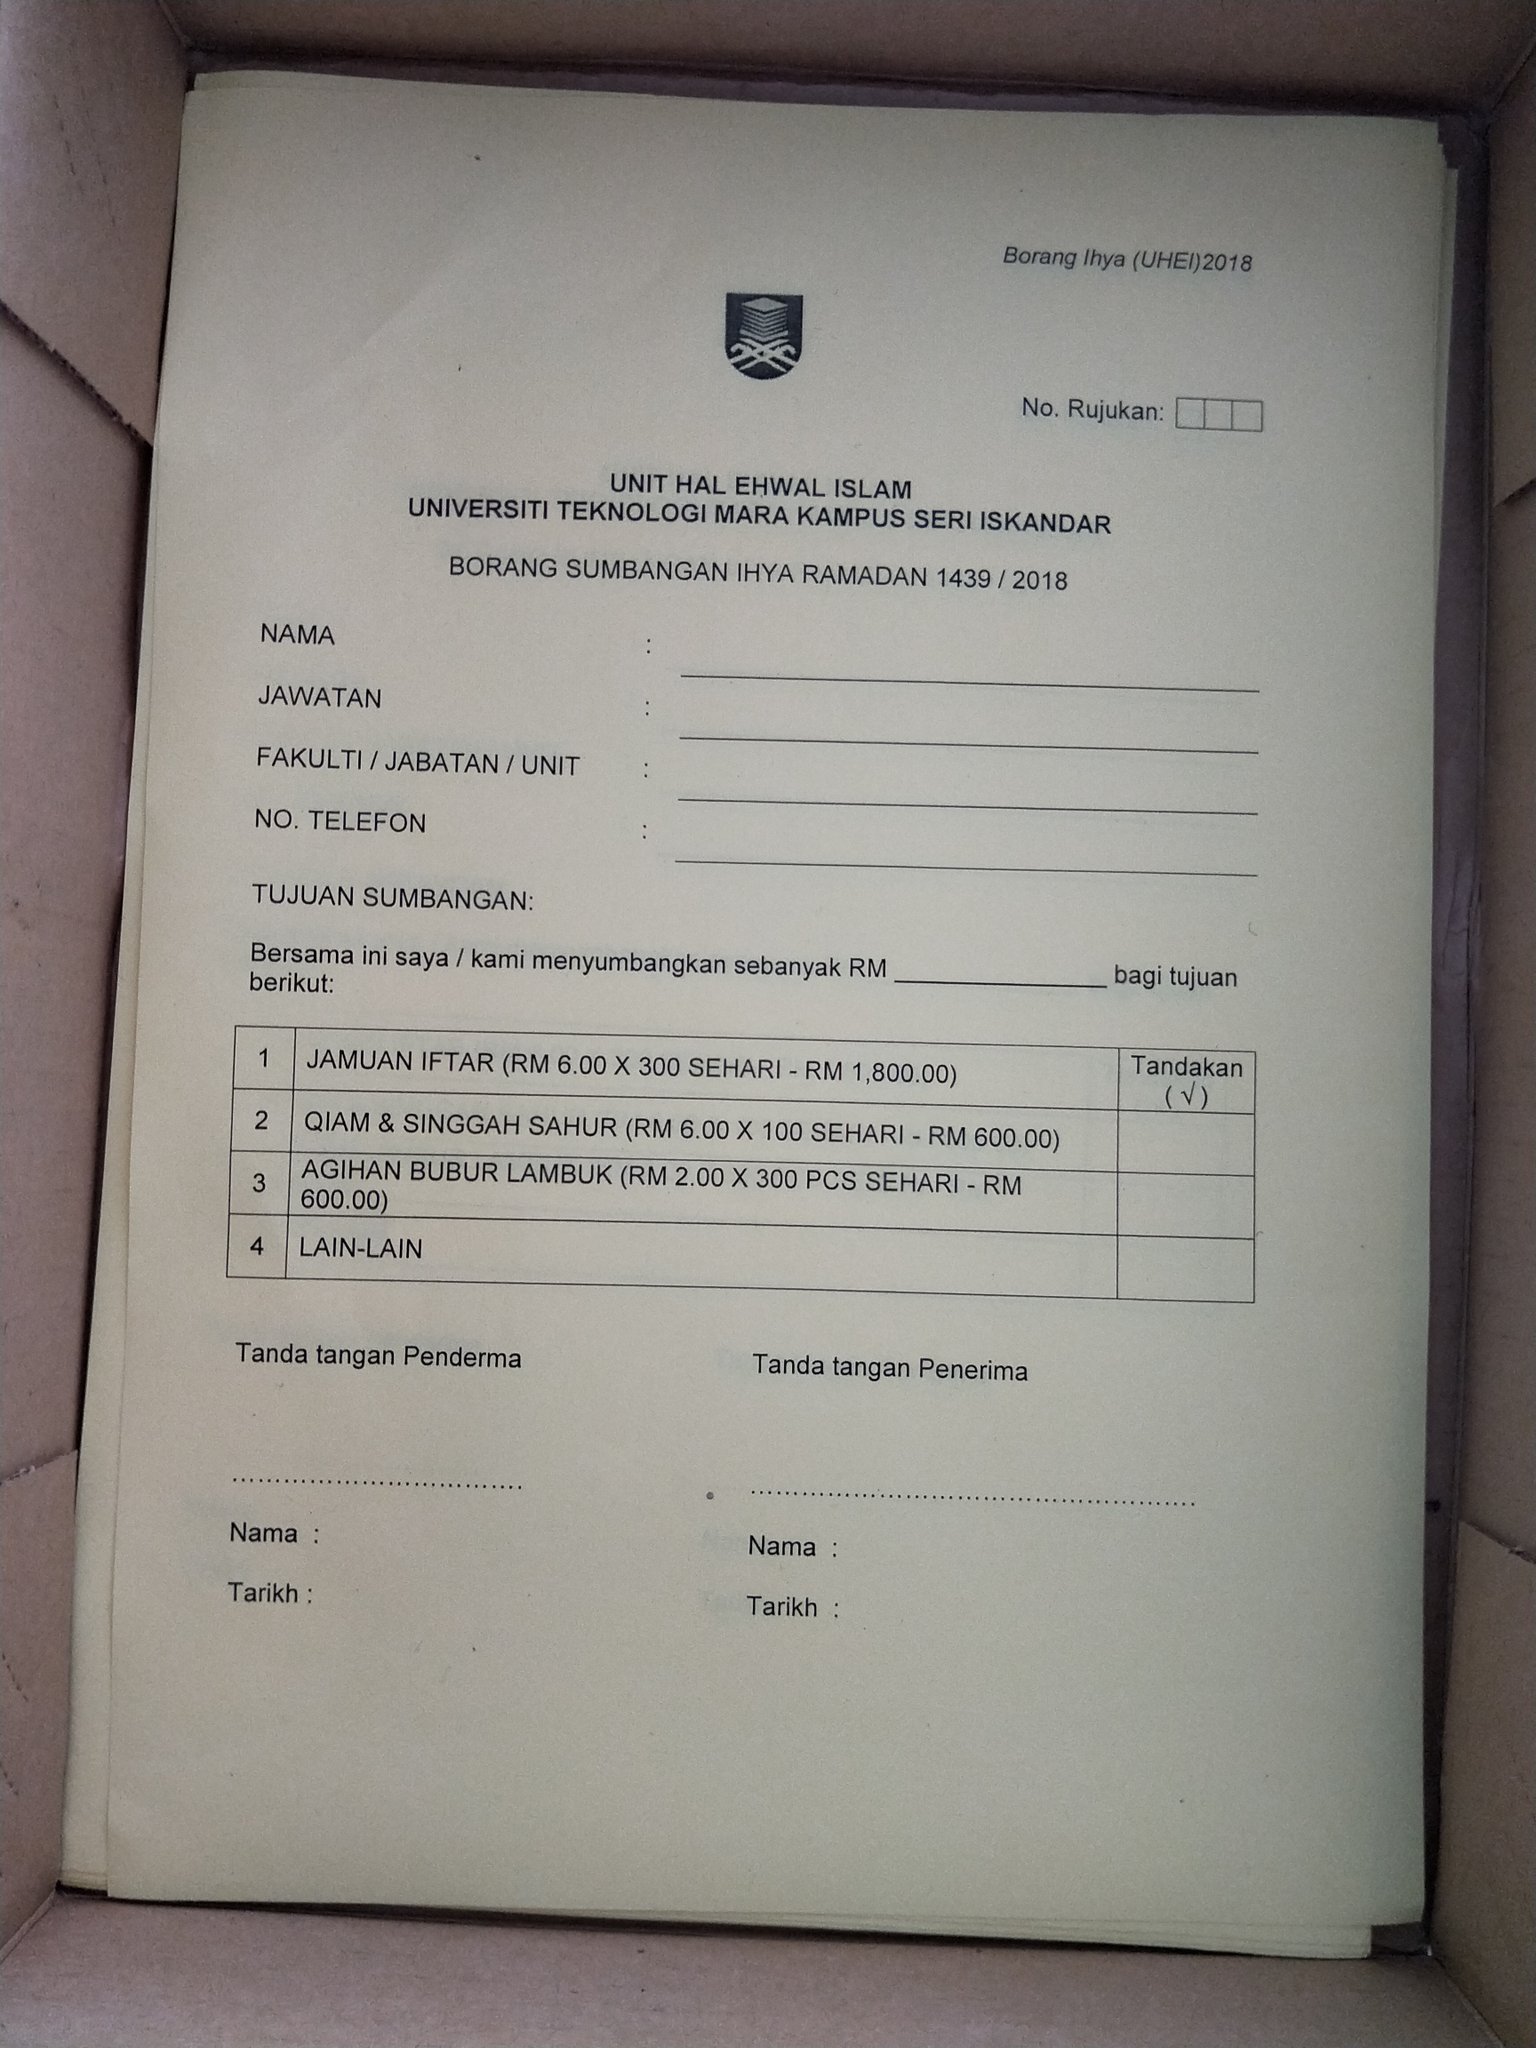 Borang Ihya (UHEI)2018
No. Rujukan:
UNIT HAL EHWAL ISLAM
UNIVERSITI TEKNOLOGI MARA KAMPUS SERI ISKANDAR
BORANG SUMBANGAN IHYA RAMADAN 1439 / 2018
NAMA :
JAWATAN :
FAKULTI / JABATAN / UNIT :
NO. TELEFON :
TUJUAN SUMBANGAN:
Bersama ini saya / kami menyumbangkan sebanyak RM _______________ bagi tujuan
berikut:
1 JAMUAN IFTAR (RM 6.00 X 300 SEHARI - RM 1,800.00) Tandakan
(√)
2 QIAM & SINGGAH SAHUR (RM 6.00 X 100 SEHARI - RM 600.00)
3 AGIHAN BUBUR LAMBUK (RM 2.00 X 300 PCS SEHARI - RM
600.00)
4 LAIN-LAIN
Tanda tangan Penderma Tanda tangan Penerima
Nama : Nama :
Tarikh : Tarikh :